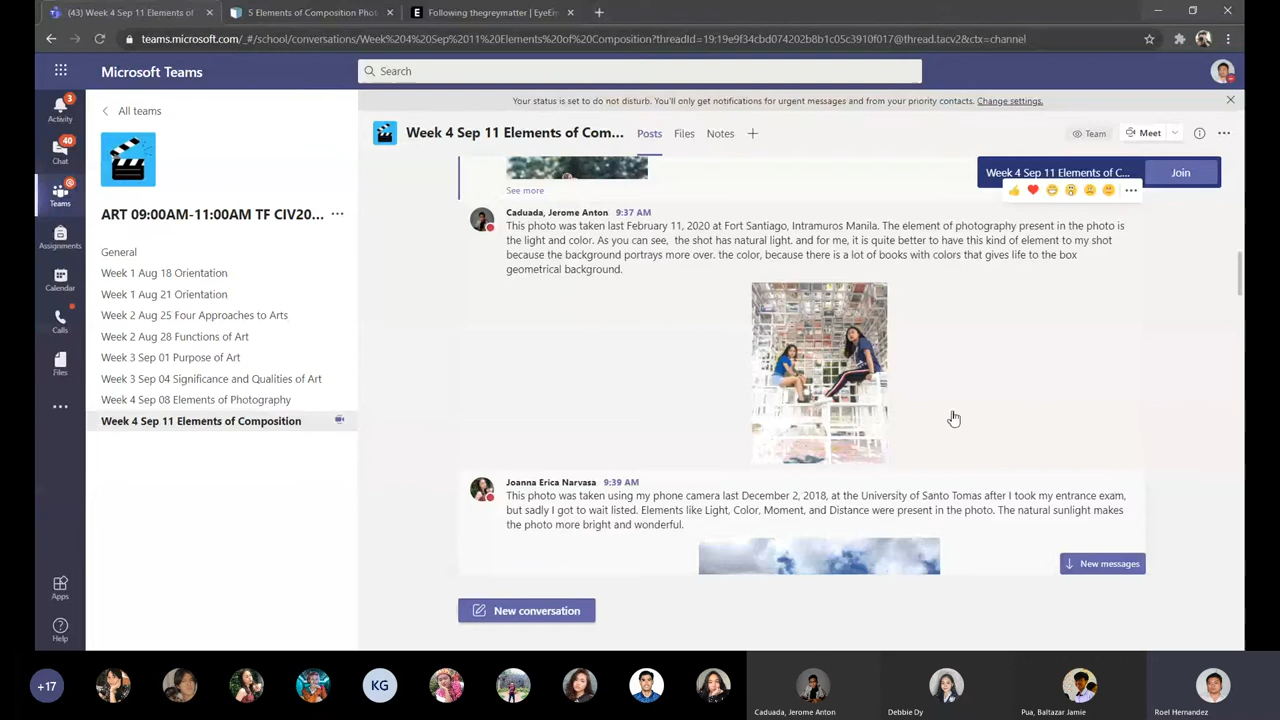 (43) Week 4 Sep 11 Elements of
5 Elements of Composition Phot
Following thegreymatter | EyeEm
teams.microsoft.com/_#/school/conversations/Week%204%20Sep%2011%20Elements%20of%20Composition?threadId=19:19e9f34cbd074202b8b1c05c3910f017@thread.tacv2&ctx=channel
Microsoft Teams
Search
Your status is set to do not disturb. You'll only get notifications for urgent messages and from your priority contacts. Change settings.
Activity
3
Chat
40
Teams
Assignments
Calendar
Calls
Files
Apps
Help
All teams
ART 09:00AM-11:00AM TF CIV20...
General
Week 1 Aug 18 Orientation
Week 1 Aug 21 Orientation
Week 2 Aug 25 Four Approaches to Arts
Week 2 Aug 28 Functions of Art
Week 3 Sep 01 Purpose of Art
Week 3 Sep 04 Significance and Qualities of Art
Week 4 Sep 08 Elements of Photography
Week 4 Sep 11 Elements of Composition
Week 4 Sep 11 Elements of Com...
Posts
Files
Notes
Team
Meet
Week 4 Sep 11 Elements of C...
Join
See more
Caduada, Jerome Anton 9:37 AM
This photo was taken last February 11, 2020 at Fort Santiago, Intramuros Manila. The element of photography present in the photo is
the light and color. As you can see, the shot has natural light. and for me, it is quite better to have this kind of element to my shot
because the background portrays more over. the color, because there is a lot of books with colors that gives life to the box
geometrical background.
Joanna Erica Narvasa 9:39 AM
This photo was taken using my phone camera last December 2, 2018, at the University of Santo Tomas after I took my entrance exam,
but sadly I got to wait listed. Elements like Light, Color, Moment, and Distance were present in the photo. The natural sunlight makes
the photo more bright and wonderful.
New messages
New conversation
+17
KG
Caduada, Jerome Anton
Debbie Dy
Pua, Baltazar Jamie
Roel Hernandez